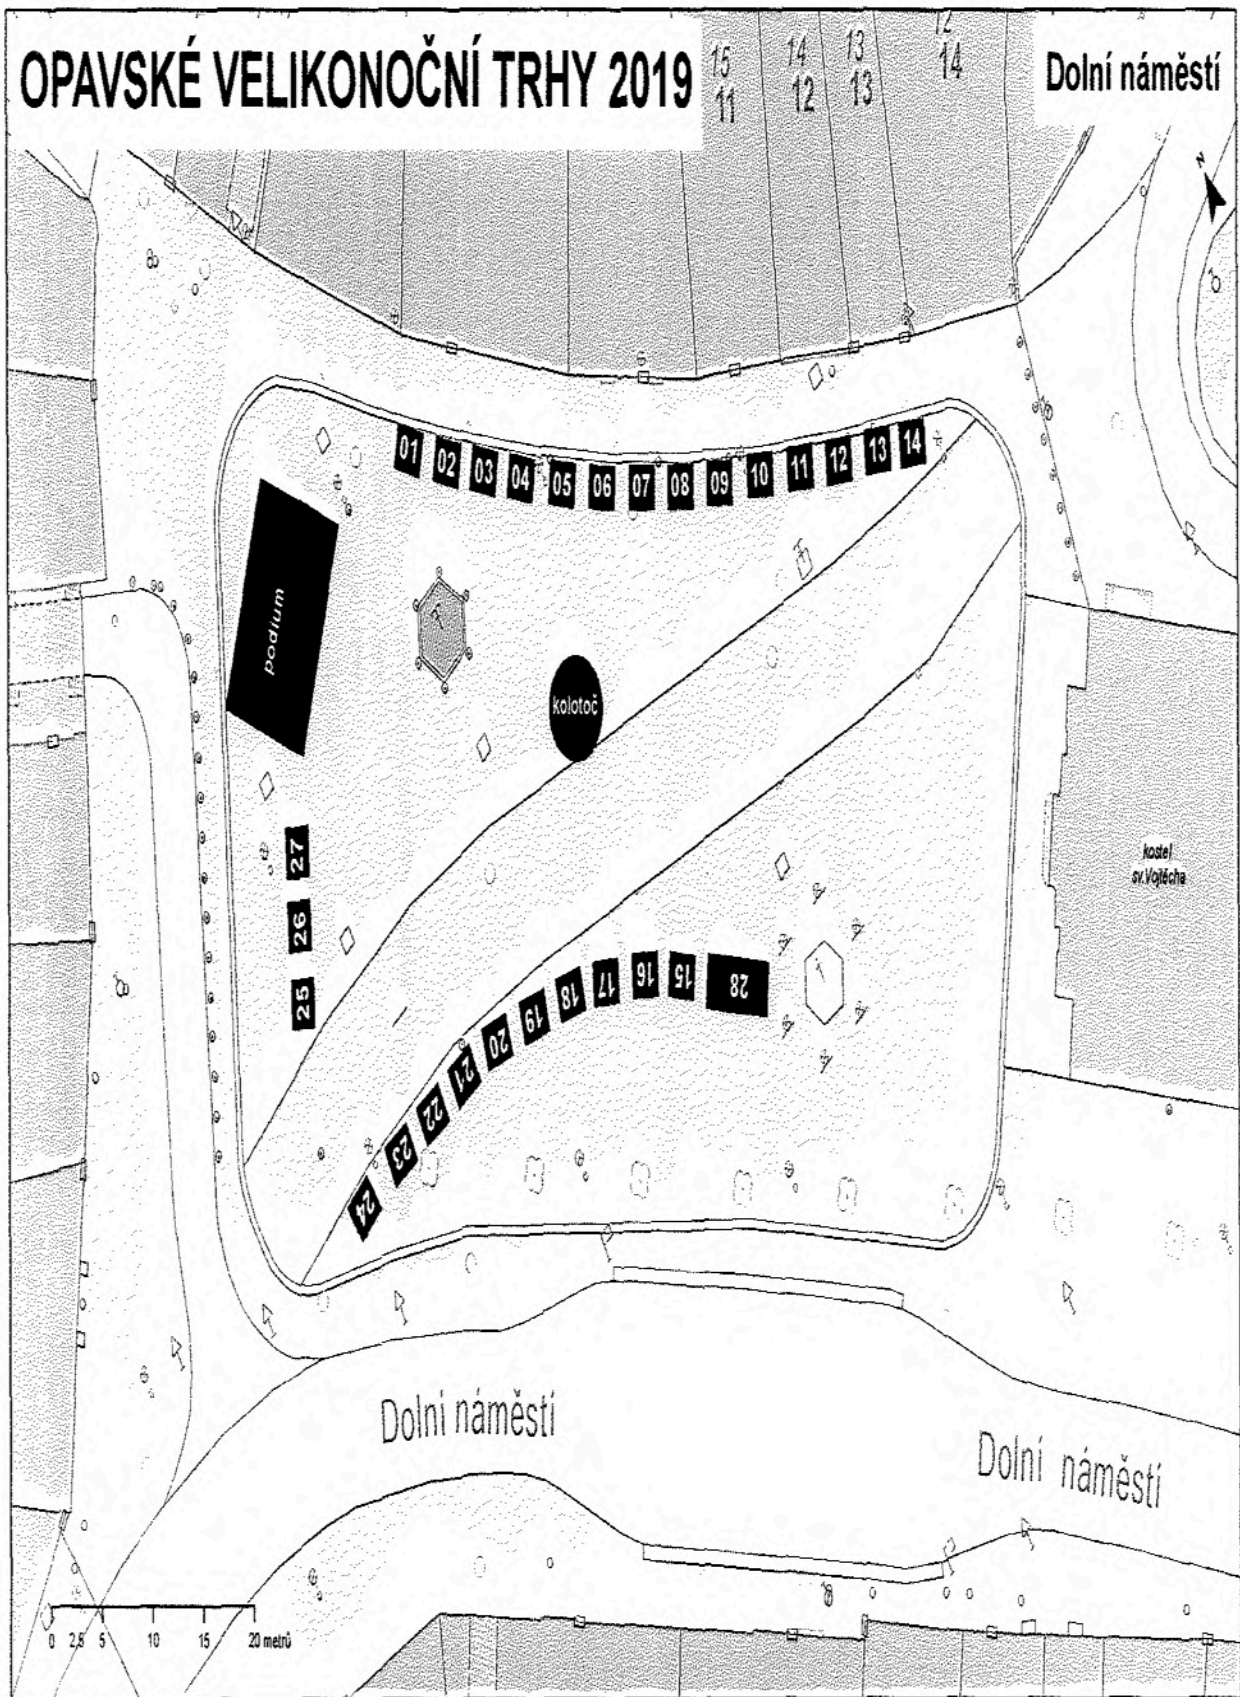 OPAVSKÉ VELIKONOČNÍ TRHY 2019
Dolní náměstí
15
11
14
12
13
13
12
14
N
01 02 03 04 05 06 07 08 09 10 11 12 13 14
podium
kolotoč
27
26
25
kostel
sv.Vojtěcha
28
15
16
17
18
19
20
21
22
23
24
Dolní náměstí
Dolní náměstí
0 2,5 5 10 15 20 metrů